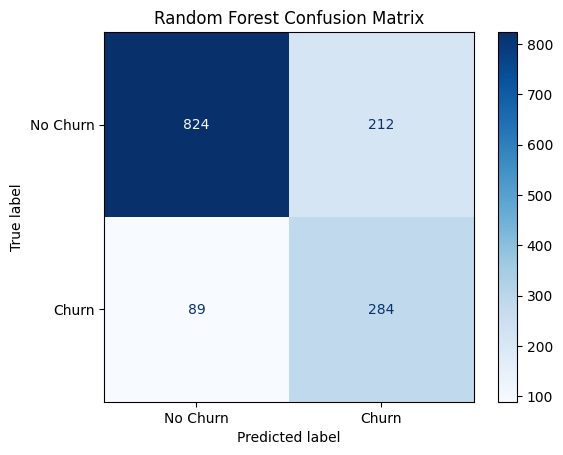 Random Forest Confusion Matrix
True label
No Churn
824
212
Churn
89
284
No Churn
Churn
Predicted label
800
700
600
500
400
300
200
100